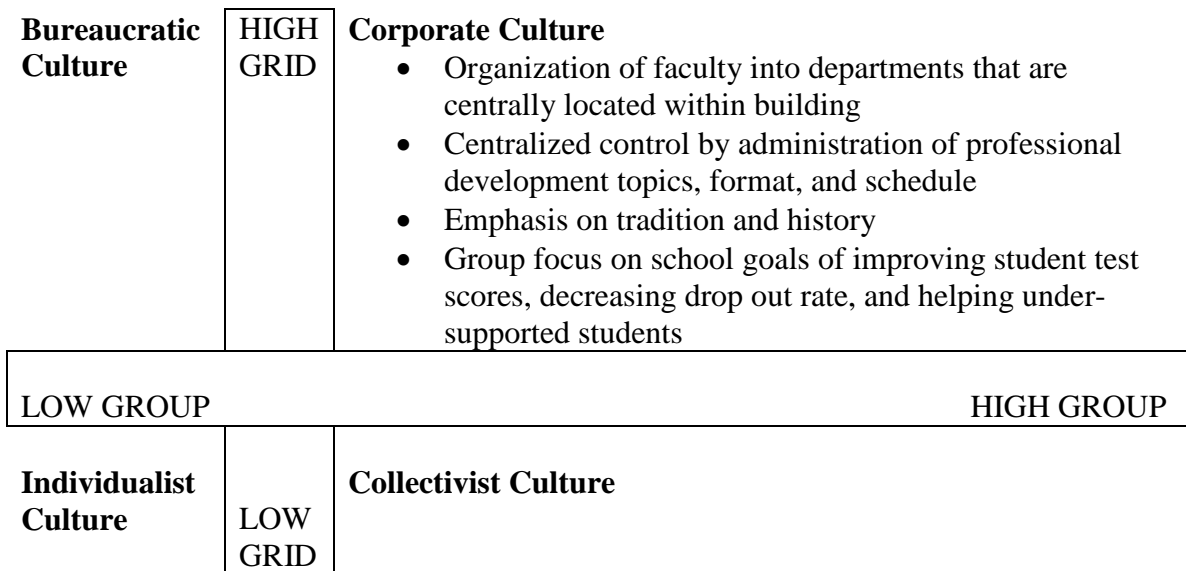 Bureaucratic Culture
HIGH GRID
Corporate Culture
• Organization of faculty into departments that are
centrally located within building
• Centralized control by administration of professional
development topics, format, and schedule
• Emphasis on tradition and history
• Group focus on school goals of improving student test
scores, decreasing drop out rate, and helping under-
supported students
LOW GROUP
HIGH GROUP
Individualist Culture
LOW GRID
Collectivist Culture